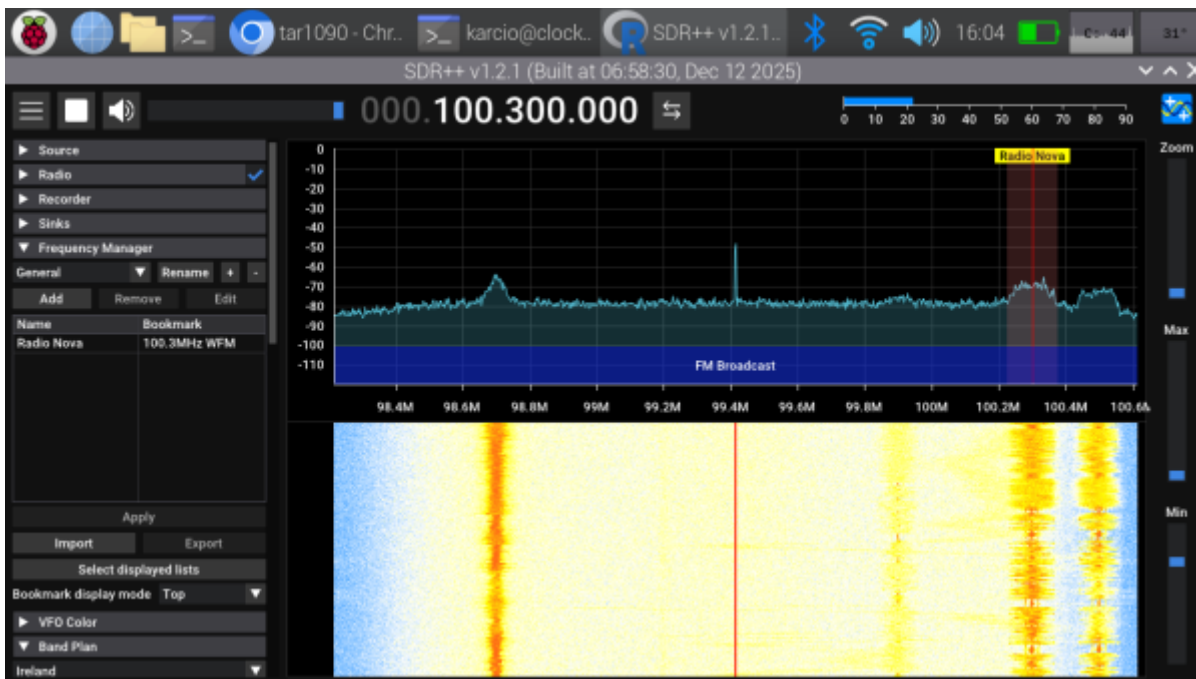 tar1090 - Chr.. karcio@clock.. SDR++ v1.2.1.. 16:04 31°
SDR++ v1.2.1 (Built at 06:58:30, Dec 12 2025)
000.100.300.000
0 10 20 30 40 50 60 70 80 90
Source
Radio
Recorder
Sinks
Frequency Manager
General Rename + -
Add Remove Edit
Name Bookmark
Radio Nova 100.3MHz WFM
Apply
Import Export
Select displayed lists
Bookmark display mode Top
VFO Color
Band Plan
Ireland
Radio Nova
0
-10
-20
-30
-40
-50
-60
-70
-80
-90
-100
-110
FM Broadcast
98.4M 98.6M 98.8M 99M 99.2M 99.4M 99.6M 99.8M 100M 100.2M 100.4M 100.6M
Zoom
Max
Min